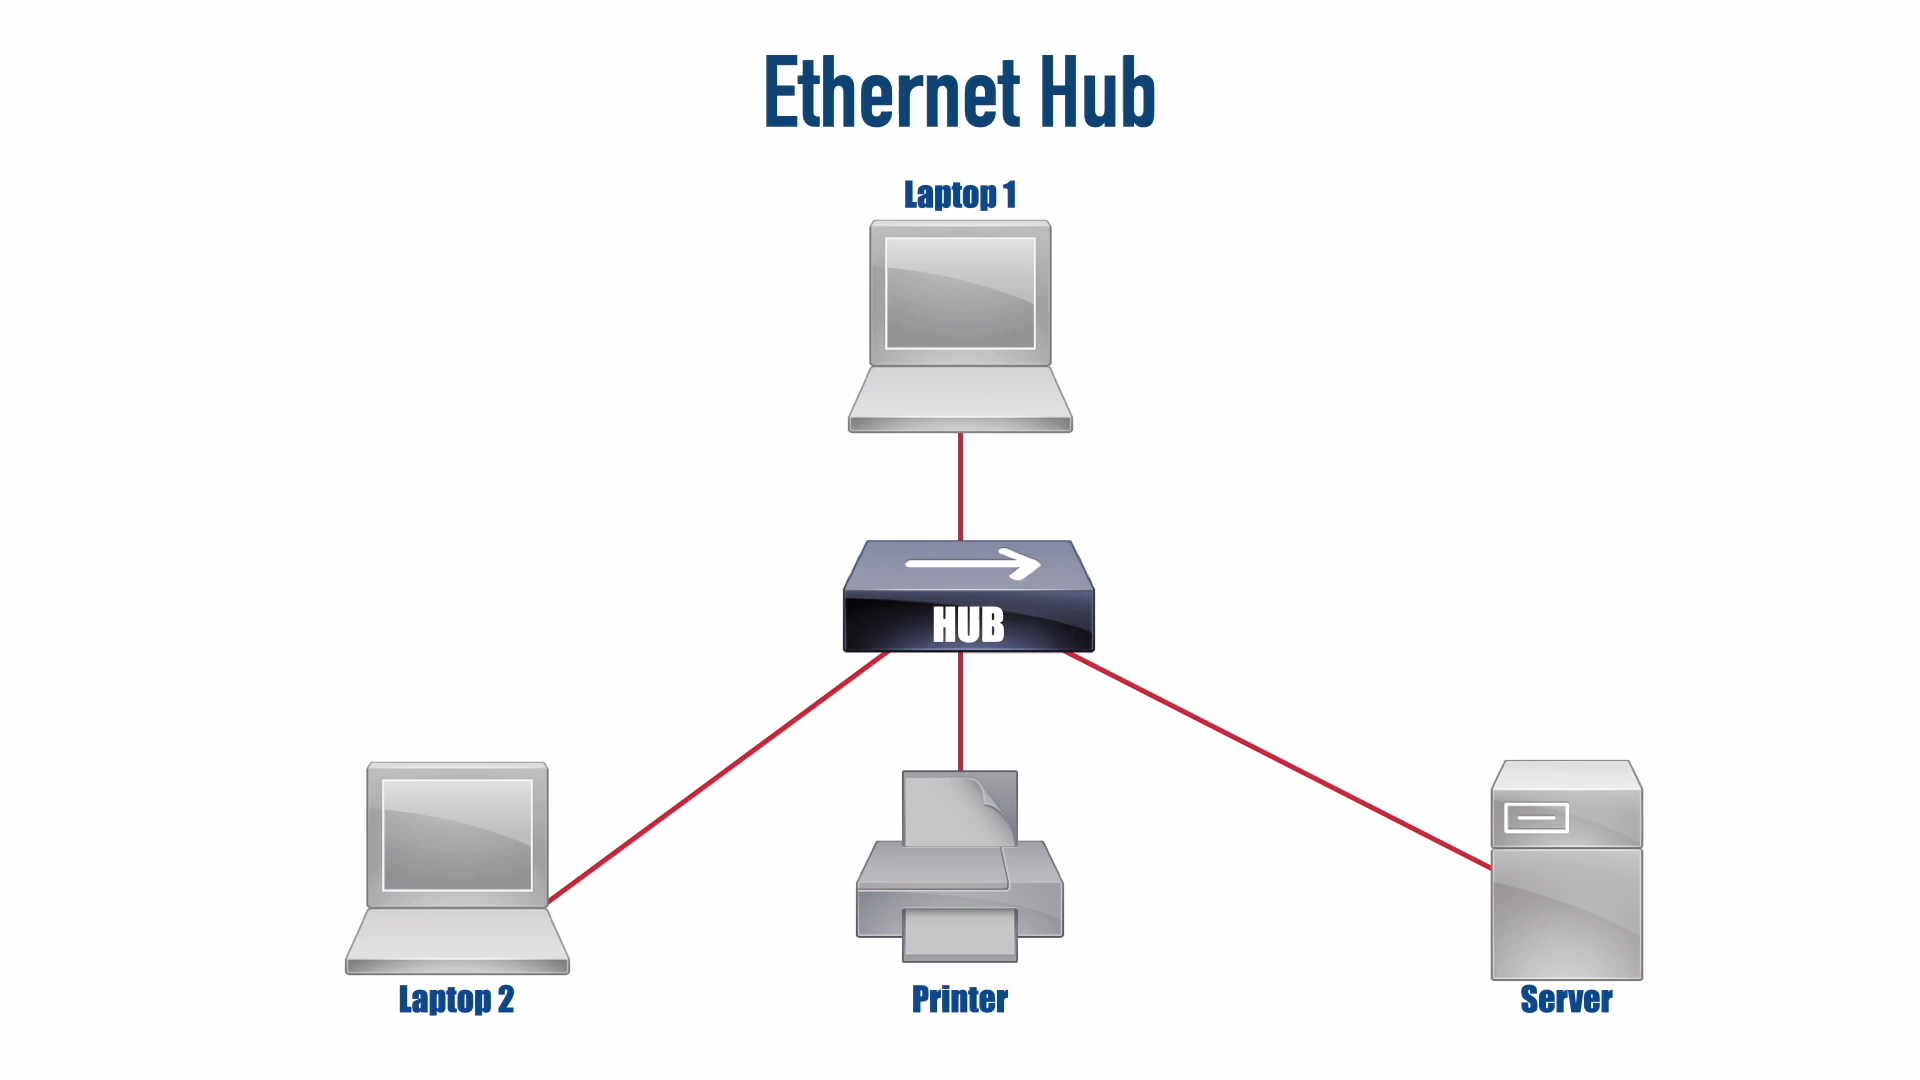 Ethernet Hub
Laptop 1
HUB
Laptop 2
Printer
Server